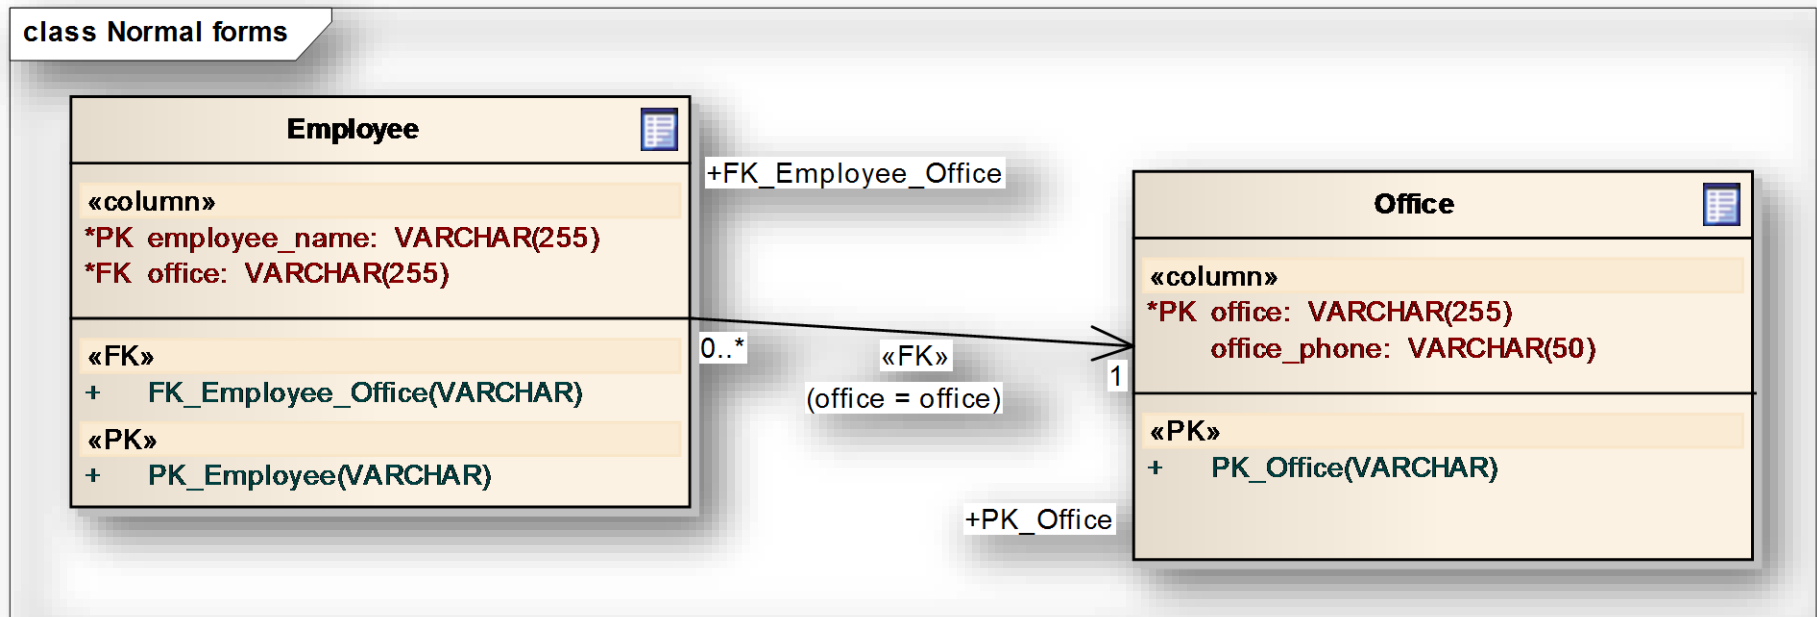 class Normal forms
Employee
«column»
*PK employee_name: VARCHAR(255)
*FK office: VARCHAR(255)
«FK»
+ FK_Employee_Office(VARCHAR)
«PK»
+ PK_Employee(VARCHAR)
+FK_Employee_Office
0..*
«FK»
(office = office)
1
+PK_Office
Office
«column»
*PK office: VARCHAR(255)
office_phone: VARCHAR(50)
«PK»
+ PK_Office(VARCHAR)